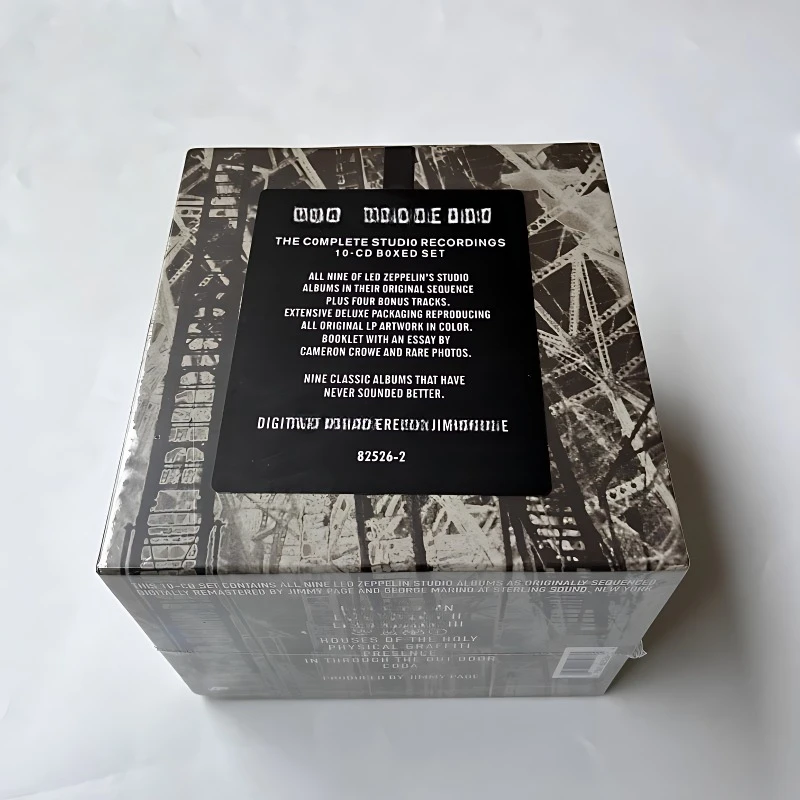 THE COMPLETE STUDIO RECORDINGS
10-CD BOXED SET
ALL NINE OF LED ZEPPELIN'S STUDIO
ALBUMS IN THEIR ORIGINAL SEQUENCE
PLUS FOUR BONUS TRACKS.
EXTENSIVE DELUXE PACKAGING REPRODUCING
ALL ORIGINAL LP ARTWORK IN COLOR.
BOOKLET WITH AN ESSAY BY
CAMERON CROWE AND RARE PHOTOS.
NINE CLASSIC ALBUMS THAT HAVE
NEVER SOUNDED BETTER.
82526-2
THIS 10-CD SET CONTAINS ALL NINE LED ZEPPELIN STUDIO ALBUMS AS ORIGINALLY SEQUENCED
DIGITALLY REMASTERED BY JIMMY PAGE AND GEORGE MARINO AT STERLING SOUND, NEW YORK
HOUSES OF THE HOLY
PHYSICAL GRAFFITI
PRESENCE
IN THROUGH THE OUT DOOR
CODA
PRODUCED BY JIMMY PAGE